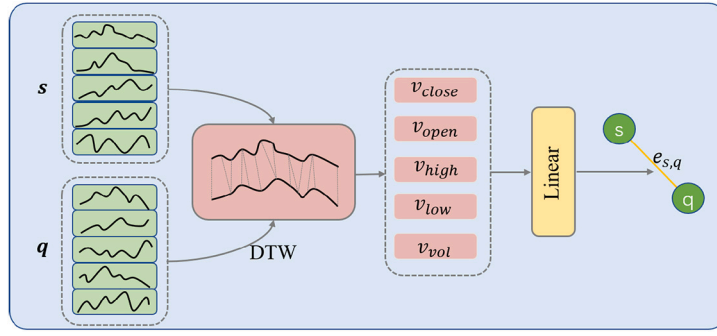 s
q
DTW
v_close
v_open
v_high
v_low
v_vol
Linear
s
e_s,q
q